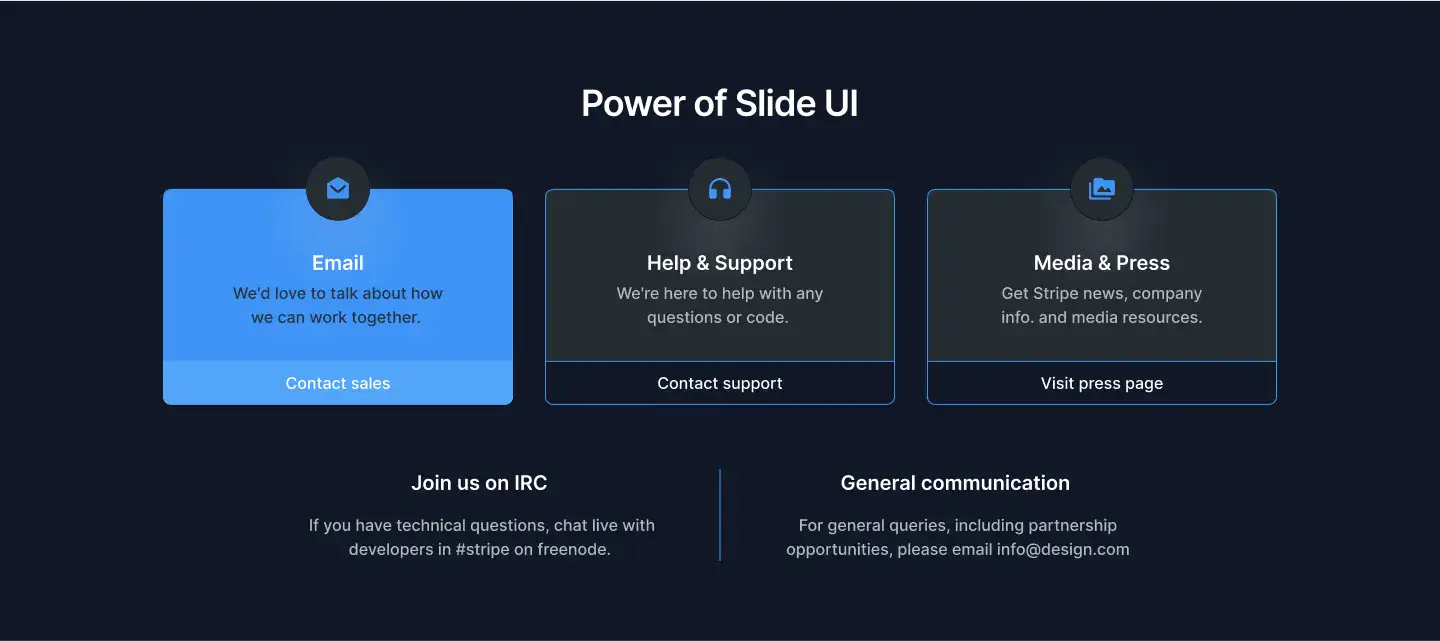 Power of Slide UI
Email
We'd love to talk about how
we can work together.
Contact sales
Help & Support
We're here to help with any
questions or code.
Contact support
Media & Press
Get Stripe news, company
info. and media resources.
Visit press page
Join us on IRC
If you have technical questions, chat live with
developers in #stripe on freenode.
General communication
For general queries, including partnership
opportunities, please email info@design.com